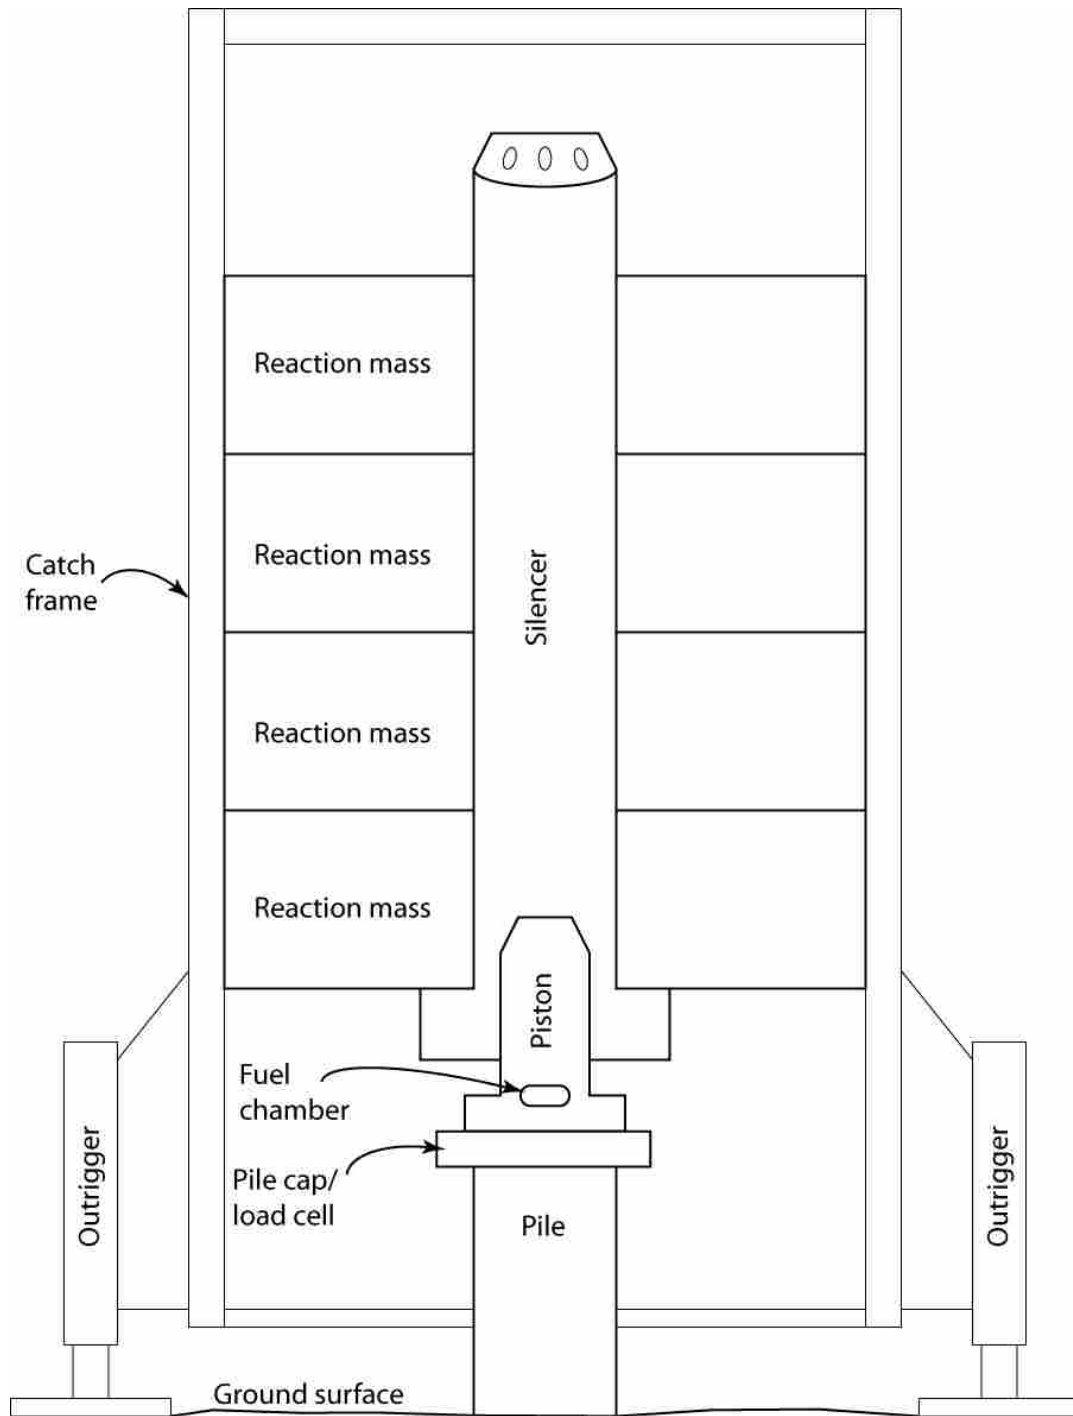 Reaction mass
Reaction mass
Catch
frame
Silencer
Reaction mass
Reaction mass
Piston
Fuel
chamber
Pile cap/
load cell
Pile
Outrigger
Outrigger
Ground surface